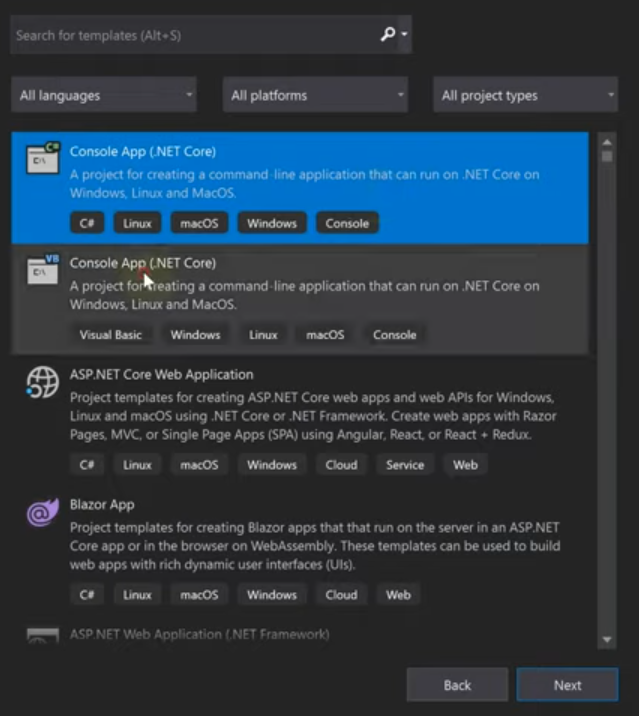 Search for templates (Alt+S)
All languages
All platforms
All project types
C#
C:\
Console App (.NET Core)
A project for creating a command-line application that can run on .NET Core on
Windows, Linux and MacOS.
C# Linux macOS Windows Console
VB
C:\
Console App (.NET Core)
A project for creating a command-line application that can run on .NET Core on
Windows, Linux and MacOS.
Visual Basic Windows Linux macOS Console
ASP.NET Core Web Application
Project templates for creating ASP.NET Core web apps and web APIs for Windows,
Linux and macOS using .NET Core or .NET Framework. Create web apps with Razor
Pages, MVC, or Single Page Apps (SPA) using Angular, React, or React + Redux.
C# Linux macOS Windows Cloud Service Web
Blazor App
Project templates for creating Blazor apps that that run on the server in an ASP.NET
Core app or in the browser on WebAssembly. These templates can be used to build
web apps with rich dynamic user interfaces (UIs).
C# Linux macOS Windows Cloud Web
ASP.NET Web Application (.NET Framework)
Back
Next